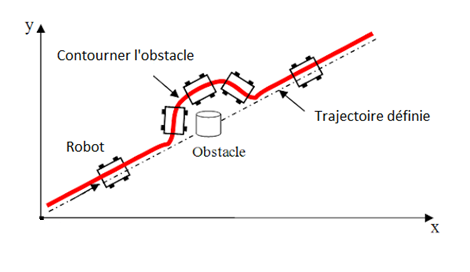 y
Contourner l'obstacle
Trajectoire définie
Robot
Obstacle
x